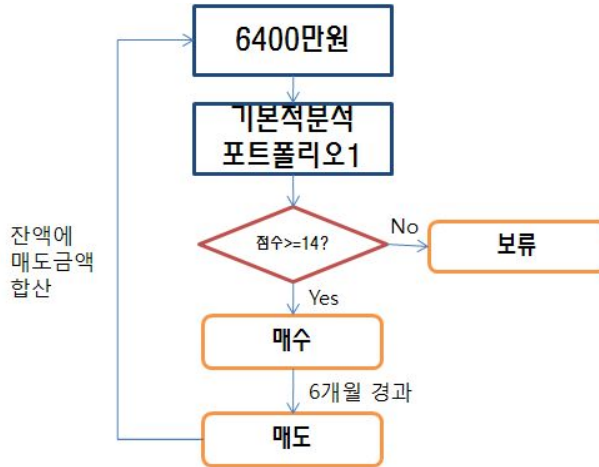 6400만원
기본적분석
포트폴리오1
점수>=14?
No
보류
잔액에
매도금액
합산
Yes
매수
6개월 경과
매도